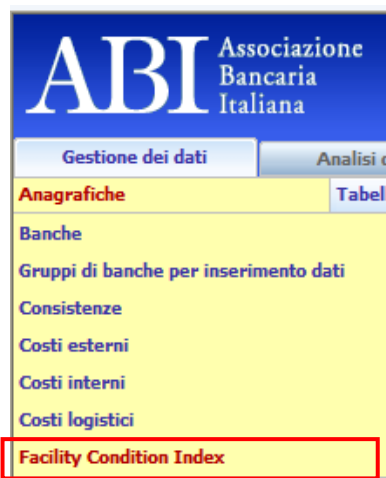 ABI Associazione
Bancaria
Italiana
Gestione dei dati
Analisi
Anagrafiche
Banche
Gruppi di banche per inserimento dati
Consistenze
Costi esterni
Costi interni
Costi logistici
Facility Condition Index